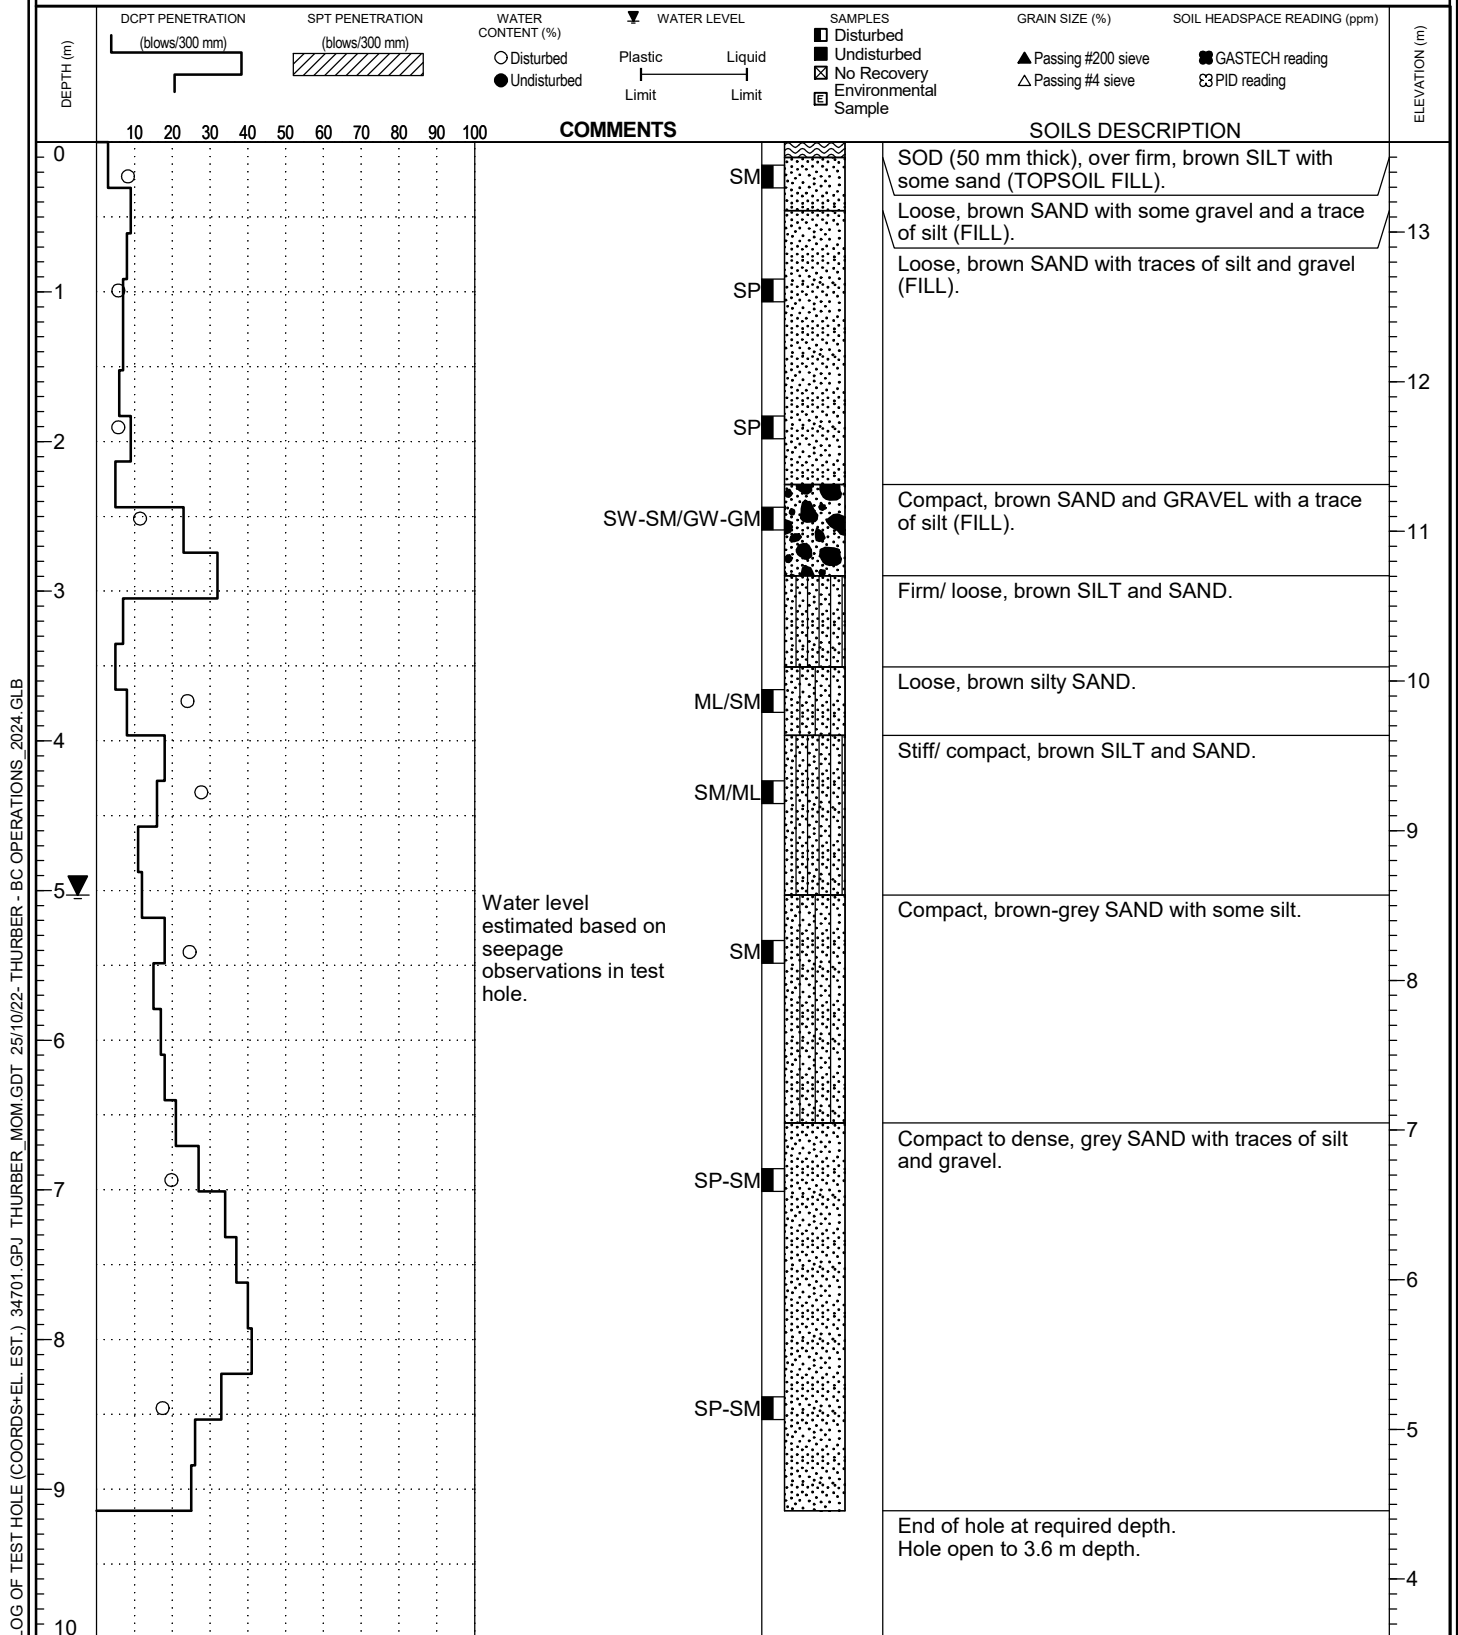 DCPT PENETRATION
(blows/300 mm)
SPT PENETRATION
(blows/300 mm)
WATER
CONTENT (%)
Disturbed
Undisturbed
WATER LEVEL
Plastic Liquid
Limit Limit
SAMPLES
Disturbed
Undisturbed
No Recovery
E Environmental
Sample
GRAIN SIZE (%)
Passing #200 sieve
Passing #4 sieve
SOIL HEADSPACE READING (ppm)
GASTECH reading
PID reading
DEPTH (m)
ELEVATION (m)
10 20 30 40 50 60 70 80 90 100
COMMENTS
SOILS DESCRIPTION
0
SM
SOD (50 mm thick), over firm, brown SILT with
some sand (TOPSOIL FILL).
Loose, brown SAND with some gravel and a trace
of silt (FILL).
13
Loose, brown SAND with traces of silt and gravel
(FILL).
1
SP
12
SP
2
11
SW-SM/GW-GM
Compact, brown SAND and GRAVEL with a trace
of silt (FILL).
3
Firm/ loose, brown SILT and SAND.
10
Loose, brown silty SAND.
ML/SM
4
Stiff/ compact, brown SILT and SAND.
SM/ML
9
5
Water level
estimated based on
seepage
observations in test
hole.
Compact, brown-grey SAND with some silt.
SM
8
6
7
Compact to dense, grey SAND with traces of silt
and gravel.
SP-SM
7
6
8
SP-SM
5
9
End of hole at required depth.
Hole open to 3.6 m depth.
4
10
LOG OF TEST HOLE (COORDS+EL. EST.) 34701.GPJ THURBER_MOM.GDT 25/10/22- THURBER - BC OPERATIONS_2024.GLB